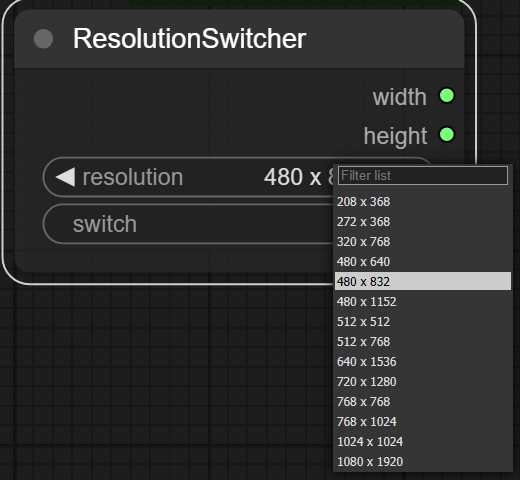 ResolutionSwitcher
width
height
resolution 480 x
Filter list
switch
208 x 368
272 x 368
320 x 768
480 x 640
480 x 832
480 x 1152
512 x 512
512 x 768
640 x 1536
720 x 1280
768 x 768
768 x 1024
1024 x 1024
1080 x 1920